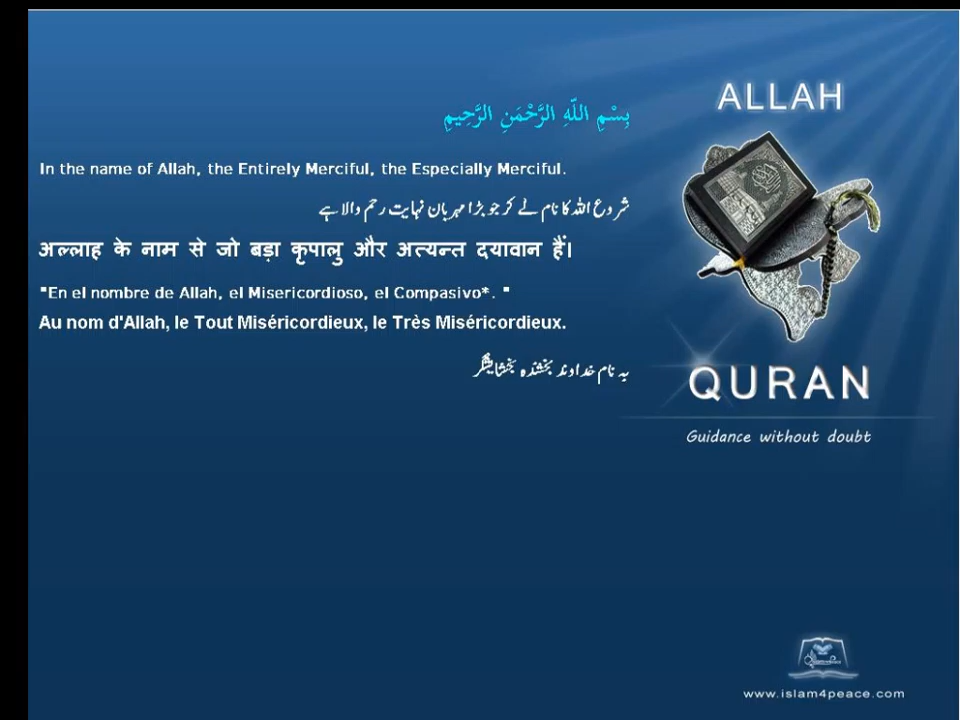 بِسْمِ اللّهِ الرَّحْمَنِ الرَّحِيمِ
In the name of Allah, the Entirely Merciful, the Especially Merciful.
شروع الله کا نام لے کر جو بڑا مہربان نہایت رحم والا ہے
अल्लाह के नाम से जो बड़ा कृपालु और अत्यन्त दयावान हैं।
"En el nombre de Allah, el Misericordioso, el Compasivo*. "
Au nom d'Allah, le Tout Miséricordieux, le Très Miséricordieux.
به نام خداوند بخشنده بخشایشگر
ALLAH
QURAN
Guidance without doubt
www.islam4peace.com